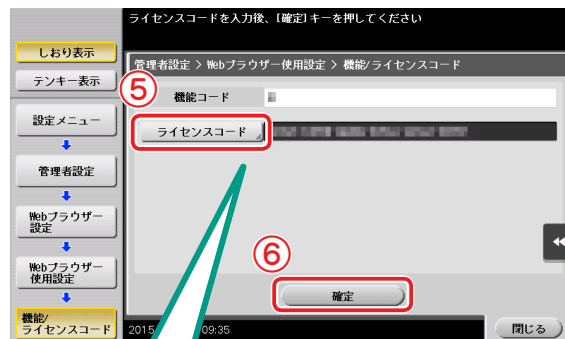 ライセンスコードを入力後、[確定]キーを押してください
しおり表示
テンキー表示
設定メニュー
管理者設定
Webブラウザー
設定
Webブラウザー
使用設定
機能/
ライセンスコード
管理者設定 > Webブラウザー使用設定 > 機能/ライセンスコード
⑤
機能コード
ライセンスコード
⑥
確定
2015
09:35
閉じる